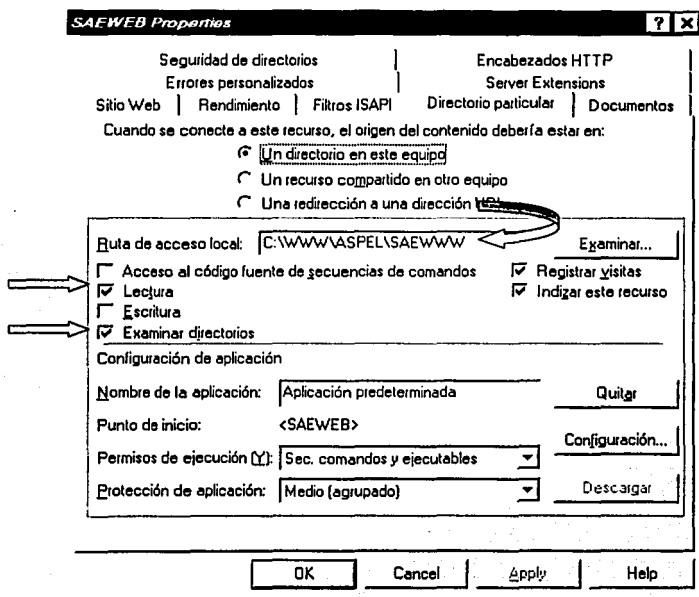 SAEWEB Properties ? X
Seguridad de directorios | Encabezados HTTP
Errores personalizados | Server Extensions
Sitio Web | Rendimiento | Filtros ISAPI | Directorio particular | Documentos
Cuando se conecte a este recurso, el origen del contenido debería estar en:
Un directorio en este equipo
Un recurso compartido en otro equipo
Una redirección a una dirección
Ruta de acceso local: C:\WWW\ASPEL\SAEWWW Examinar...
Acceso al código fuente de secuencias de comandos Registrar visitas
Lectura Indizar este recurso
Escritura
Examinar directorios
Configuración de aplicación
Nombre de la aplicación: Aplicación predeterminada Quitar
Punto de inicio: <SAEWEB>
Configuración...
Permisos de ejecución (Y): Sec. comandos y ejecutables
Protección de aplicación: Medio (agrupado) Descargar
OK Cancel Apply Help